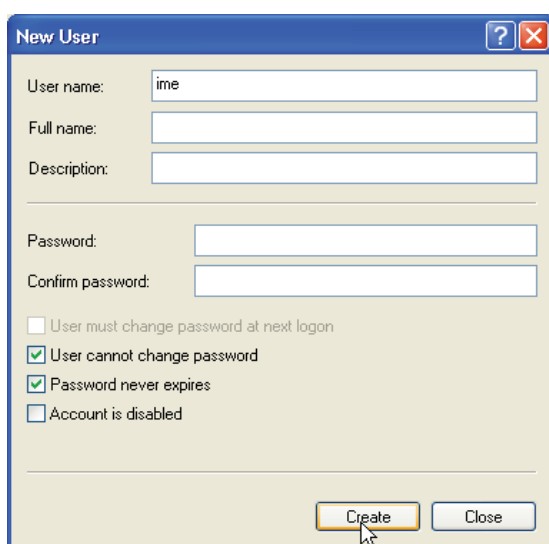 New User
User name: ime
Full name:
Description:
Password:
Confirm password:
User must change password at next logon
User cannot change password
Password never expires
Account is disabled
Create Close